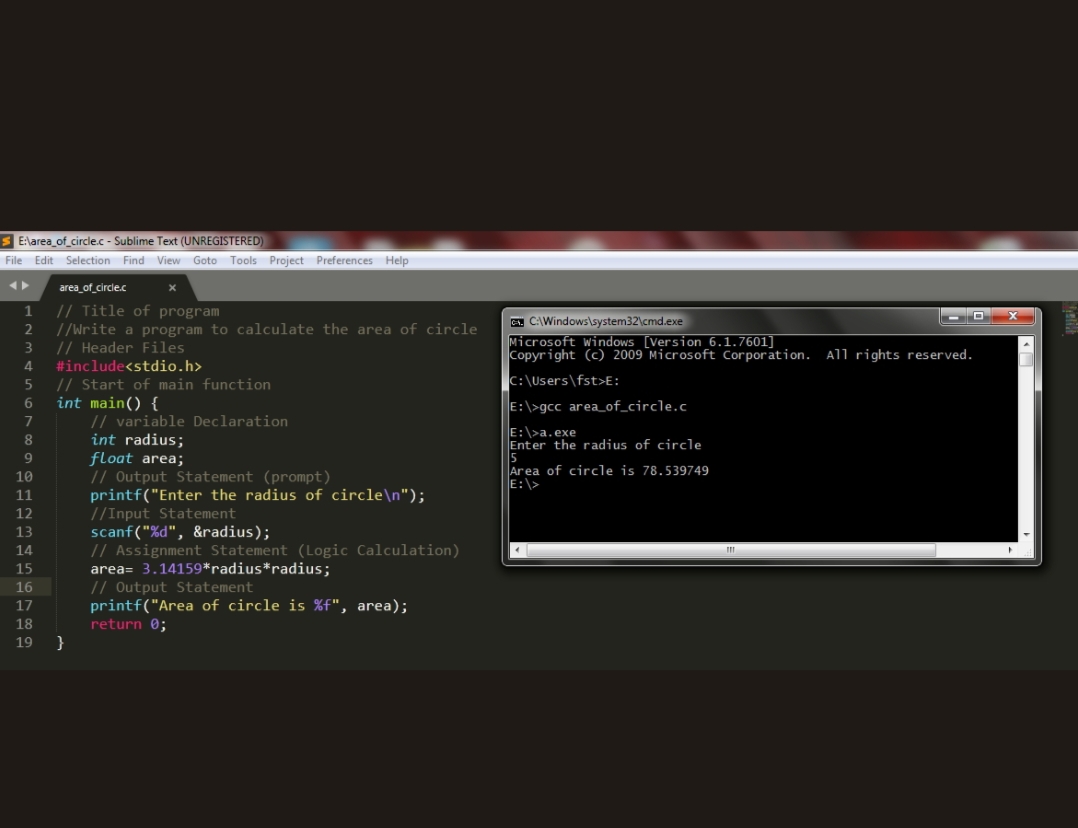 E:\area_of_circle.c - Sublime Text (UNREGISTERED)
File Edit Selection Find View Goto Tools Project Preferences Help
area_of_circle.c
1 // Title of program
2 //Write a program to calculate the area of circle
3 // Header Files
4 #include<stdio.h>
5 // Start of main function
6 int main() {
7 // variable Declaration
8 int radius;
9 float area;
10 // Output Statement (prompt)
11 printf("Enter the radius of circle\n");
12 //Input Statement
13 scanf("%d", &radius);
14 // Assignment Statement (Logic Calculation)
15 area= 3.14159*radius*radius;
16 // Output Statement
17 printf("Area of circle is %f", area);
18 return 0;
19 }
C:\Windows\system32\cmd.exe
Microsoft Windows [Version 6.1.7601]
Copyright (c) 2009 Microsoft Corporation. All rights reserved.
C:\Users\fst>E:
E:\>gcc area_of_circle.c
E:\>a.exe
Enter the radius of circle
5
Area of circle is 78.539749
E:\>